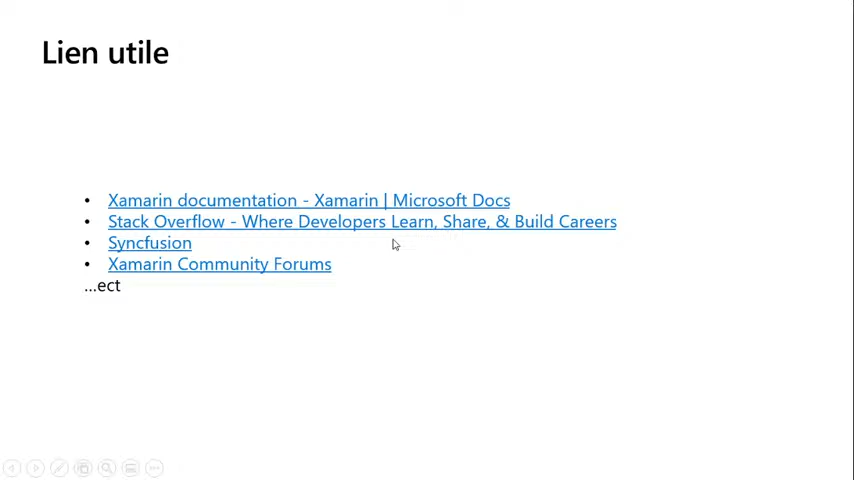 Lien utile
• Xamarin documentation - Xamarin | Microsoft Docs
• Stack Overflow - Where Developers Learn, Share, & Build Careers
• Syncfusion
• Xamarin Community Forums
...ect